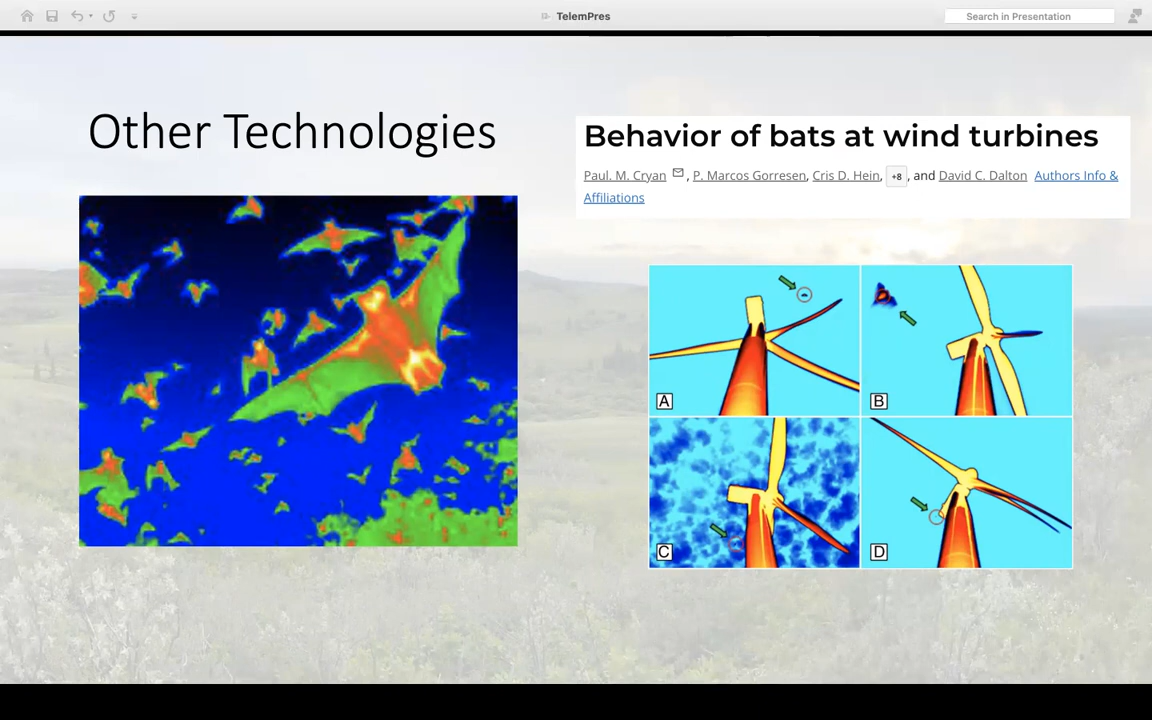 TelemPres
Search in Presentation
Other Technologies
Behavior of bats at wind turbines
Paul. M. Cryan , P. Marcos Gorresen, Cris D. Hein, +8, and David C. Dalton Authors Info &
Affiliations
A
B
C
D